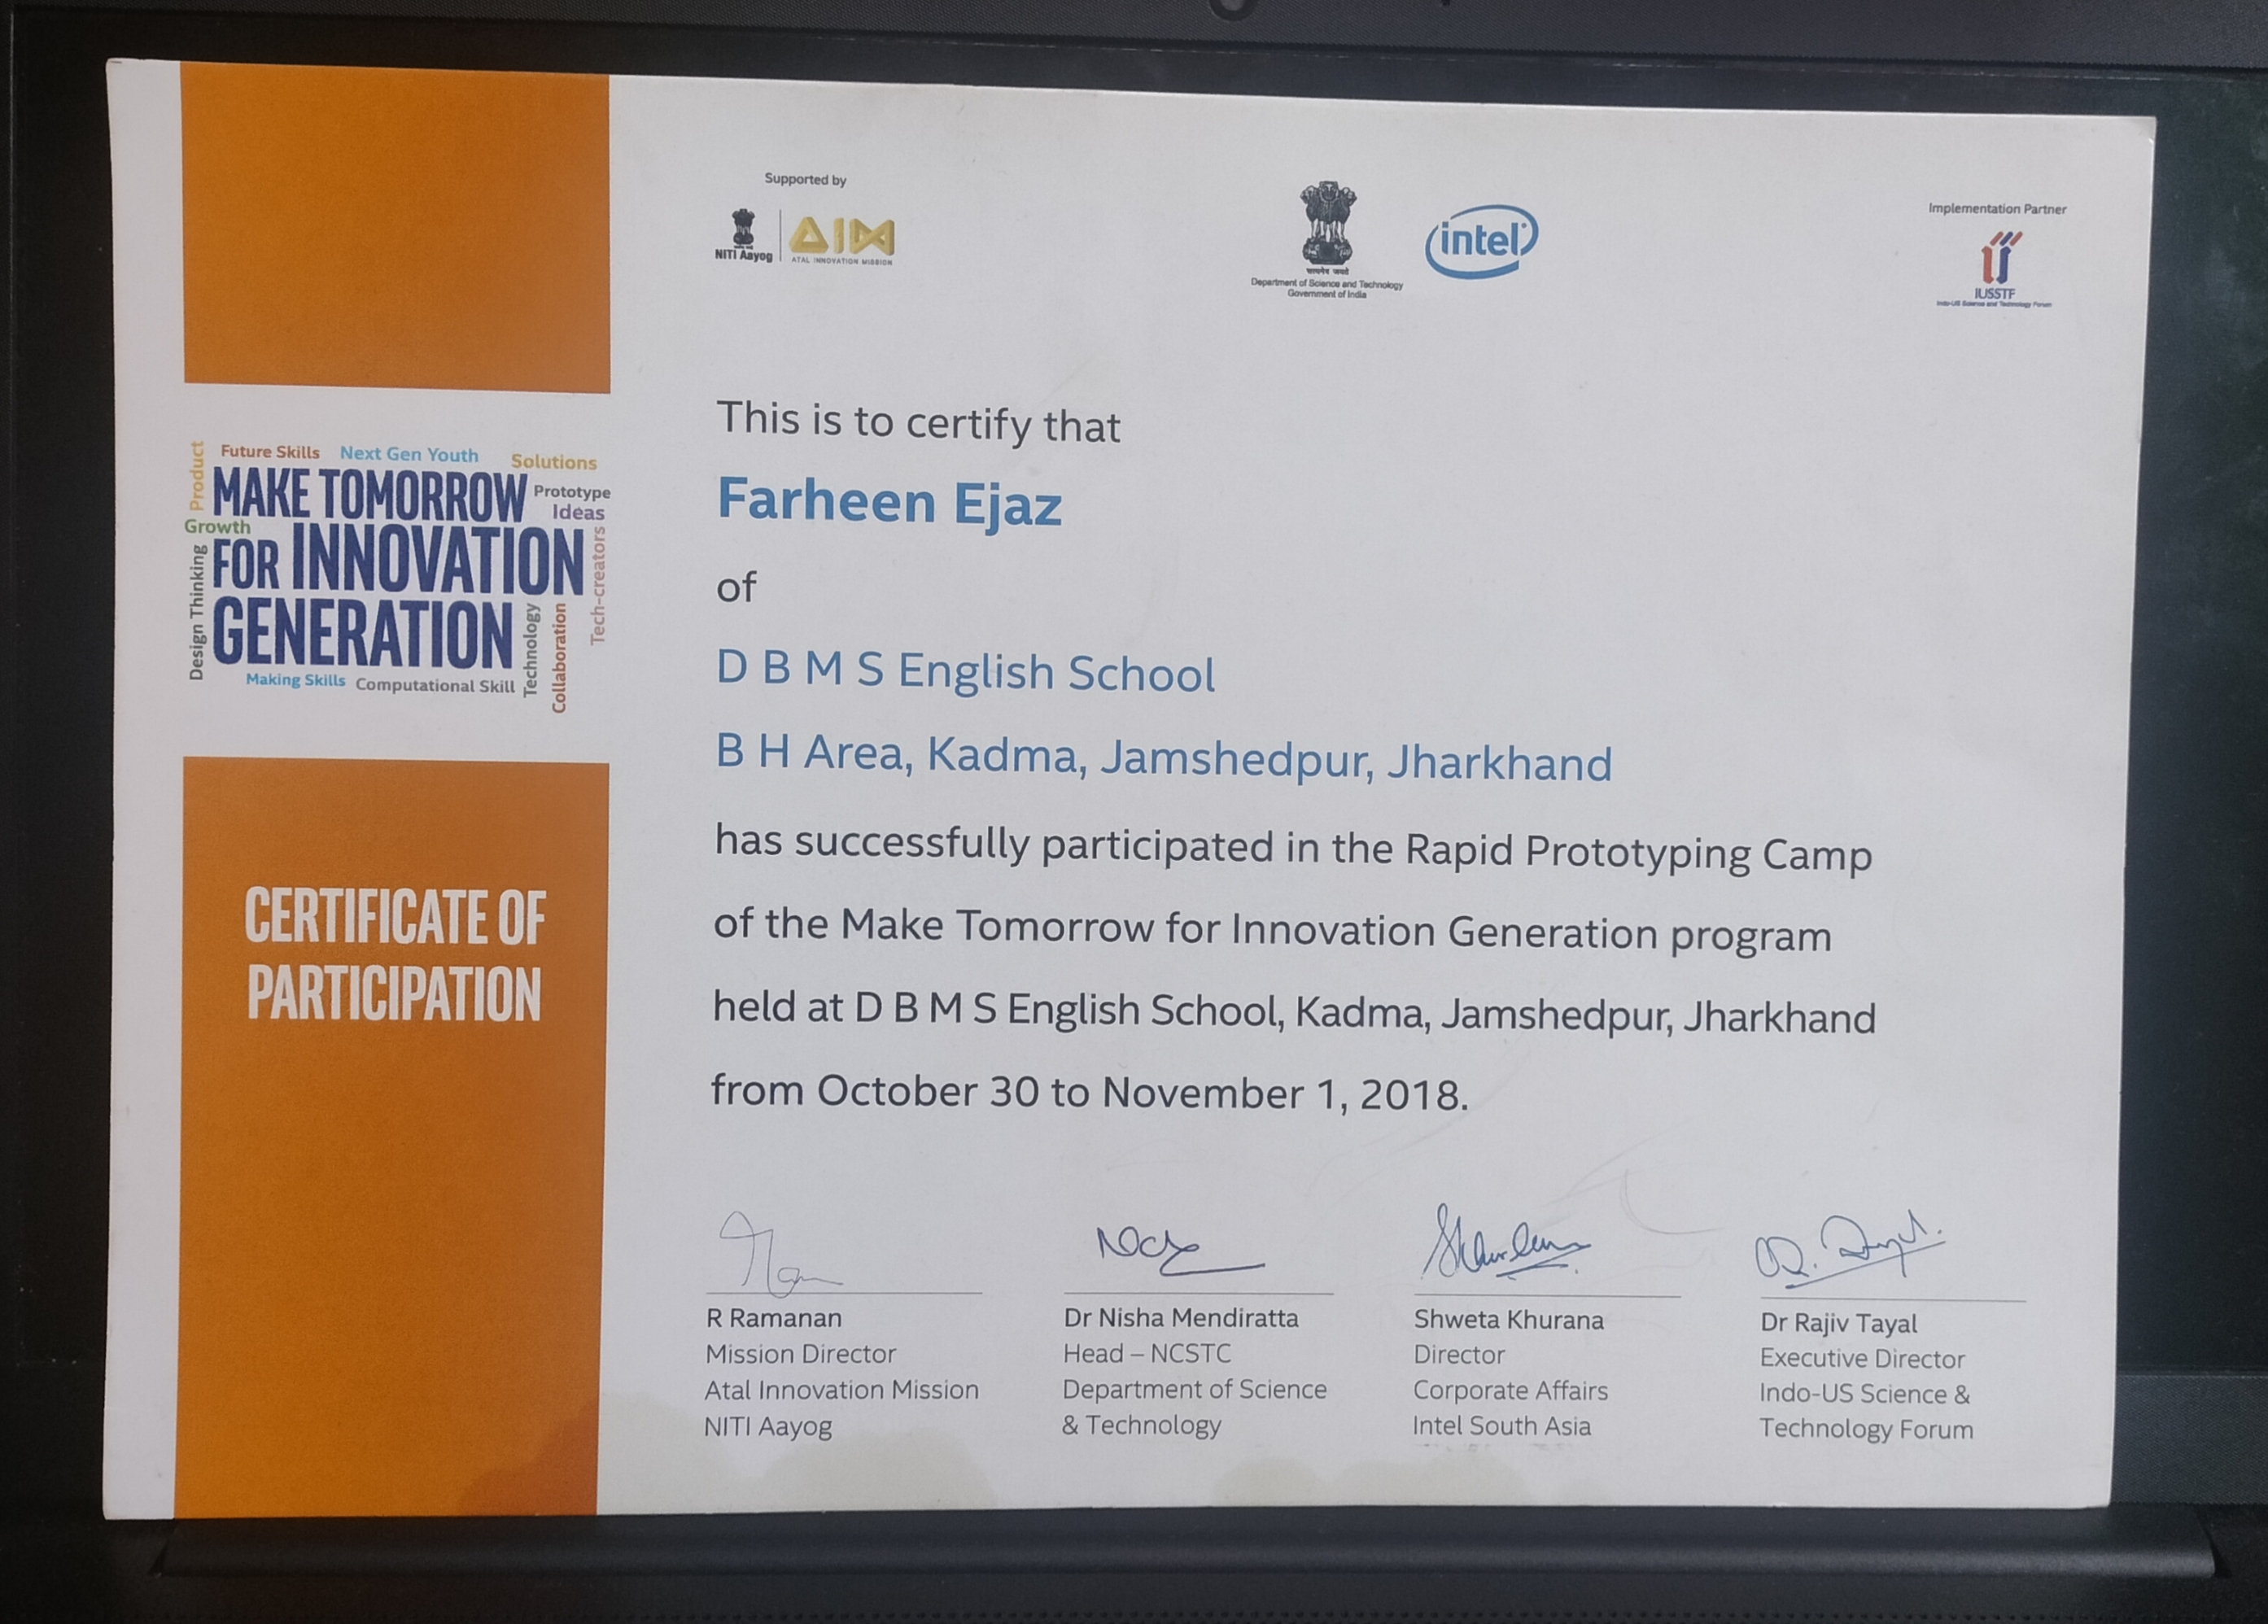 Supported by
NITI Aayog
AIM
ATAL INNOVATION MISSION
सत्यमेव जयते
Department of Science and Technology
Government of India
intel
Implementation Partner
IUSSTF
Indo-US Science and Technology Forum
Product
Future Skills Next Gen Youth Solutions
MAKE TOMORROW
Prototype
Ideas
Growth
FOR INNOVATION
GENERATION
Design Thinking
Technology
Collaboration
Tech-creators
Making Skills Computational Skill
CERTIFICATE OF
PARTICIPATION
This is to certify that
Farheen Ejaz
of
D B M S English School
B H Area, Kadma, Jamshedpur, Jharkhand
has successfully participated in the Rapid Prototyping Camp
of the Make Tomorrow for Innovation Generation program
held at D B M S English School, Kadma, Jamshedpur, Jharkhand
from October 30 to November 1, 2018.
R Ramanan
Mission Director
Atal Innovation Mission
NITI Aayog
Dr Nisha Mendiratta
Head – NCSTC
Department of Science
& Technology
Shweta Khurana
Director
Corporate Affairs
Intel South Asia
Dr Rajiv Tayal
Executive Director
Indo-US Science &
Technology Forum